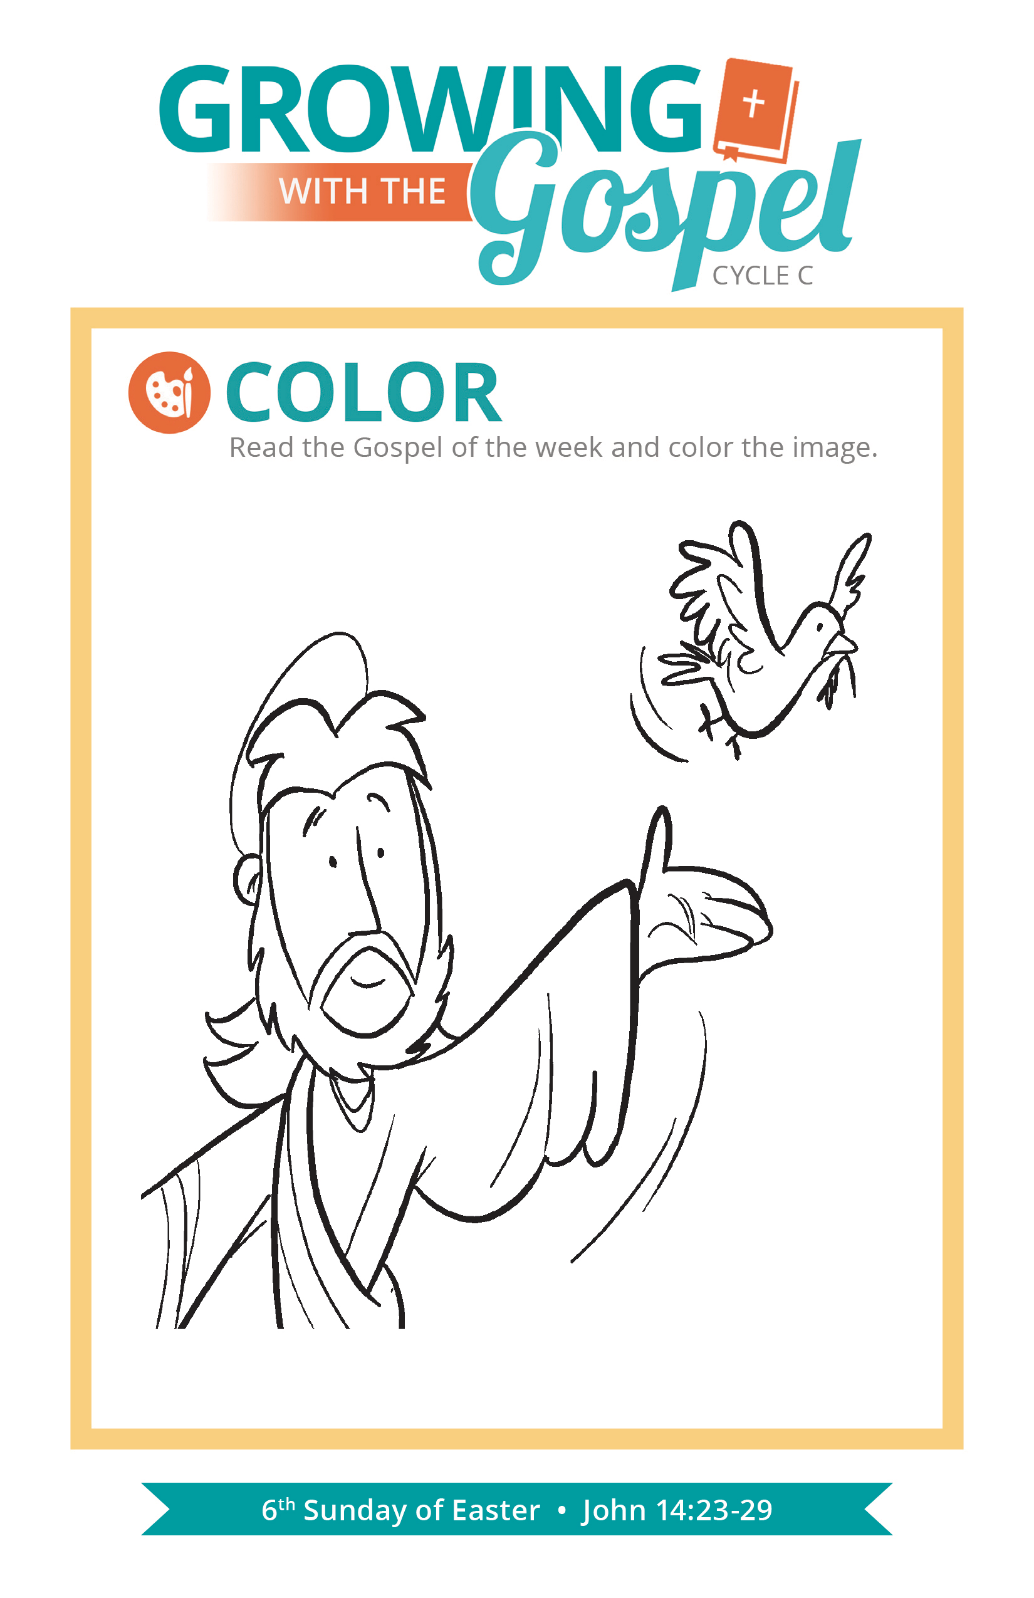 GROWING
WITH THE Gospel
CYCLE C
COLOR
Read the Gospel of the week and color the image.
6th Sunday of Easter • John 14:23-29